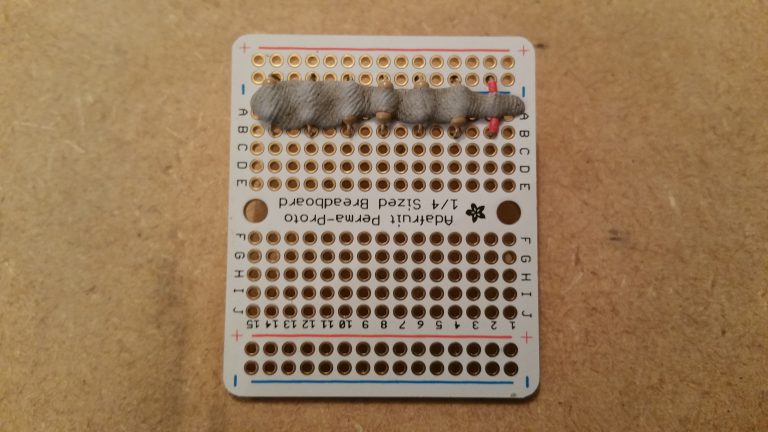 A
B
C
D
E
Adafruit Perma-Proto
1/4 Sized Breadboard
F
G
H
I
J
1 2 3 4 5 6 7 8 9 10 11 12 13 14 15